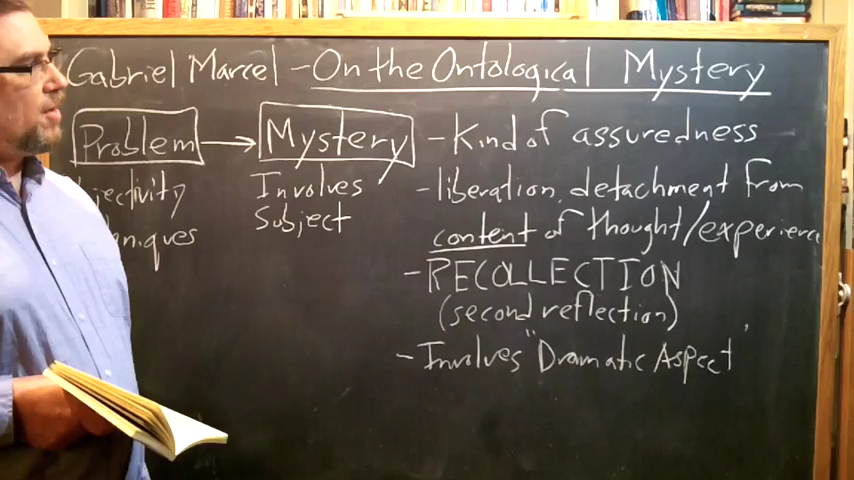 Gabriel Marcel - On the Ontological Mystery
Problem → Mystery
Involves
Subject
- Kind of assuredness
- liberation, detachment from
content of thought/experience
- RECOLLECTION
(second reflection)
- Involves "Dramatic Aspect"